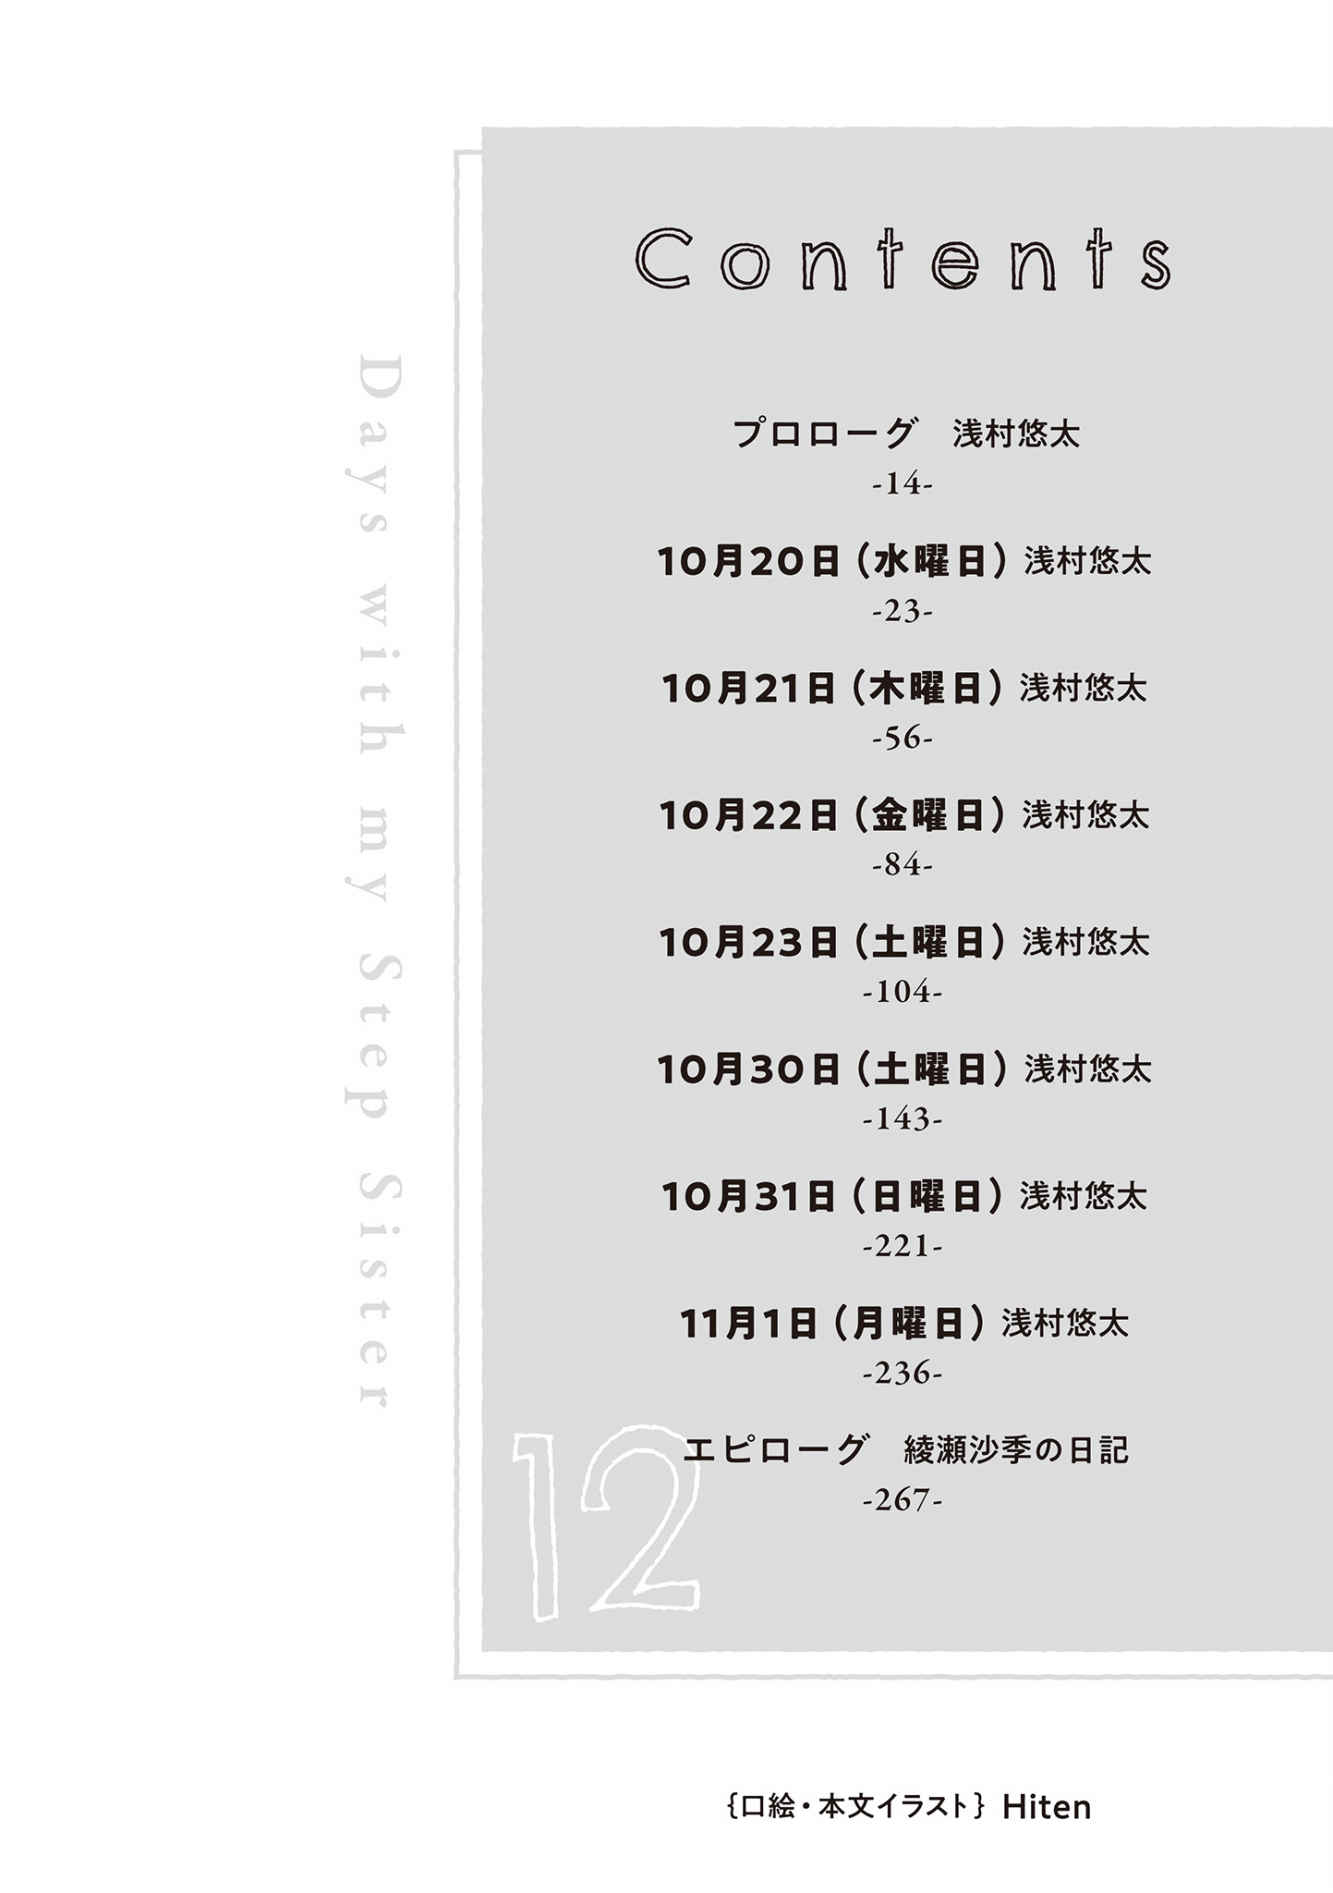 Contents
プロローグ　浅村悠太
-14-
10月20日（水曜日）浅村悠太
-23-
10月21日（木曜日）浅村悠太
-56-
10月22日（金曜日）浅村悠太
-84-
10月23日（土曜日）浅村悠太
-104-
10月30日（土曜日）浅村悠太
-143-
10月31日（日曜日）浅村悠太
-221-
11月1日（月曜日）浅村悠太
-236-
エピローグ　綾瀬沙季の日記
-267-
12
Days with my Step Sister
{口絵・本文イラスト} Hiten